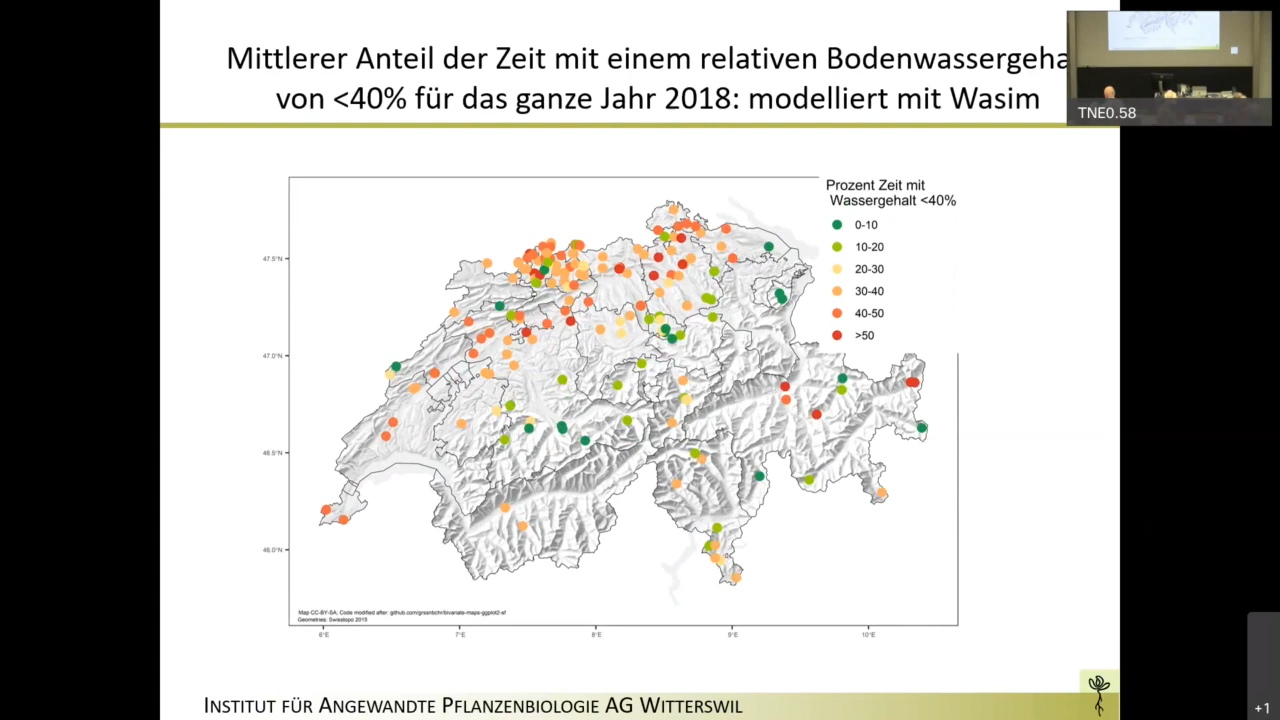 Mittlerer Anteil der Zeit mit einem relativen Bodenwassergeha
von <40% für das ganze Jahr 2018: modelliert mit Wasim
TNE0.58
Prozent Zeit mit
Wassergehalt <40%
0-10
10-20
20-30
30-40
40-50
>50
47.5°N
47.0°N
46.5°N
46.0°N
Map CC-BY-SA; Code modified after: github.com/grssnbchr/bivariate-maps-ggplot2-sf
Geometries: Swisstopo 2015
6°E
7°E
8°E
9°E
10°E
INSTITUT FÜR ANGEWANDTE PFLANZENBIOLOGIE AG WITTERSWIL
+1